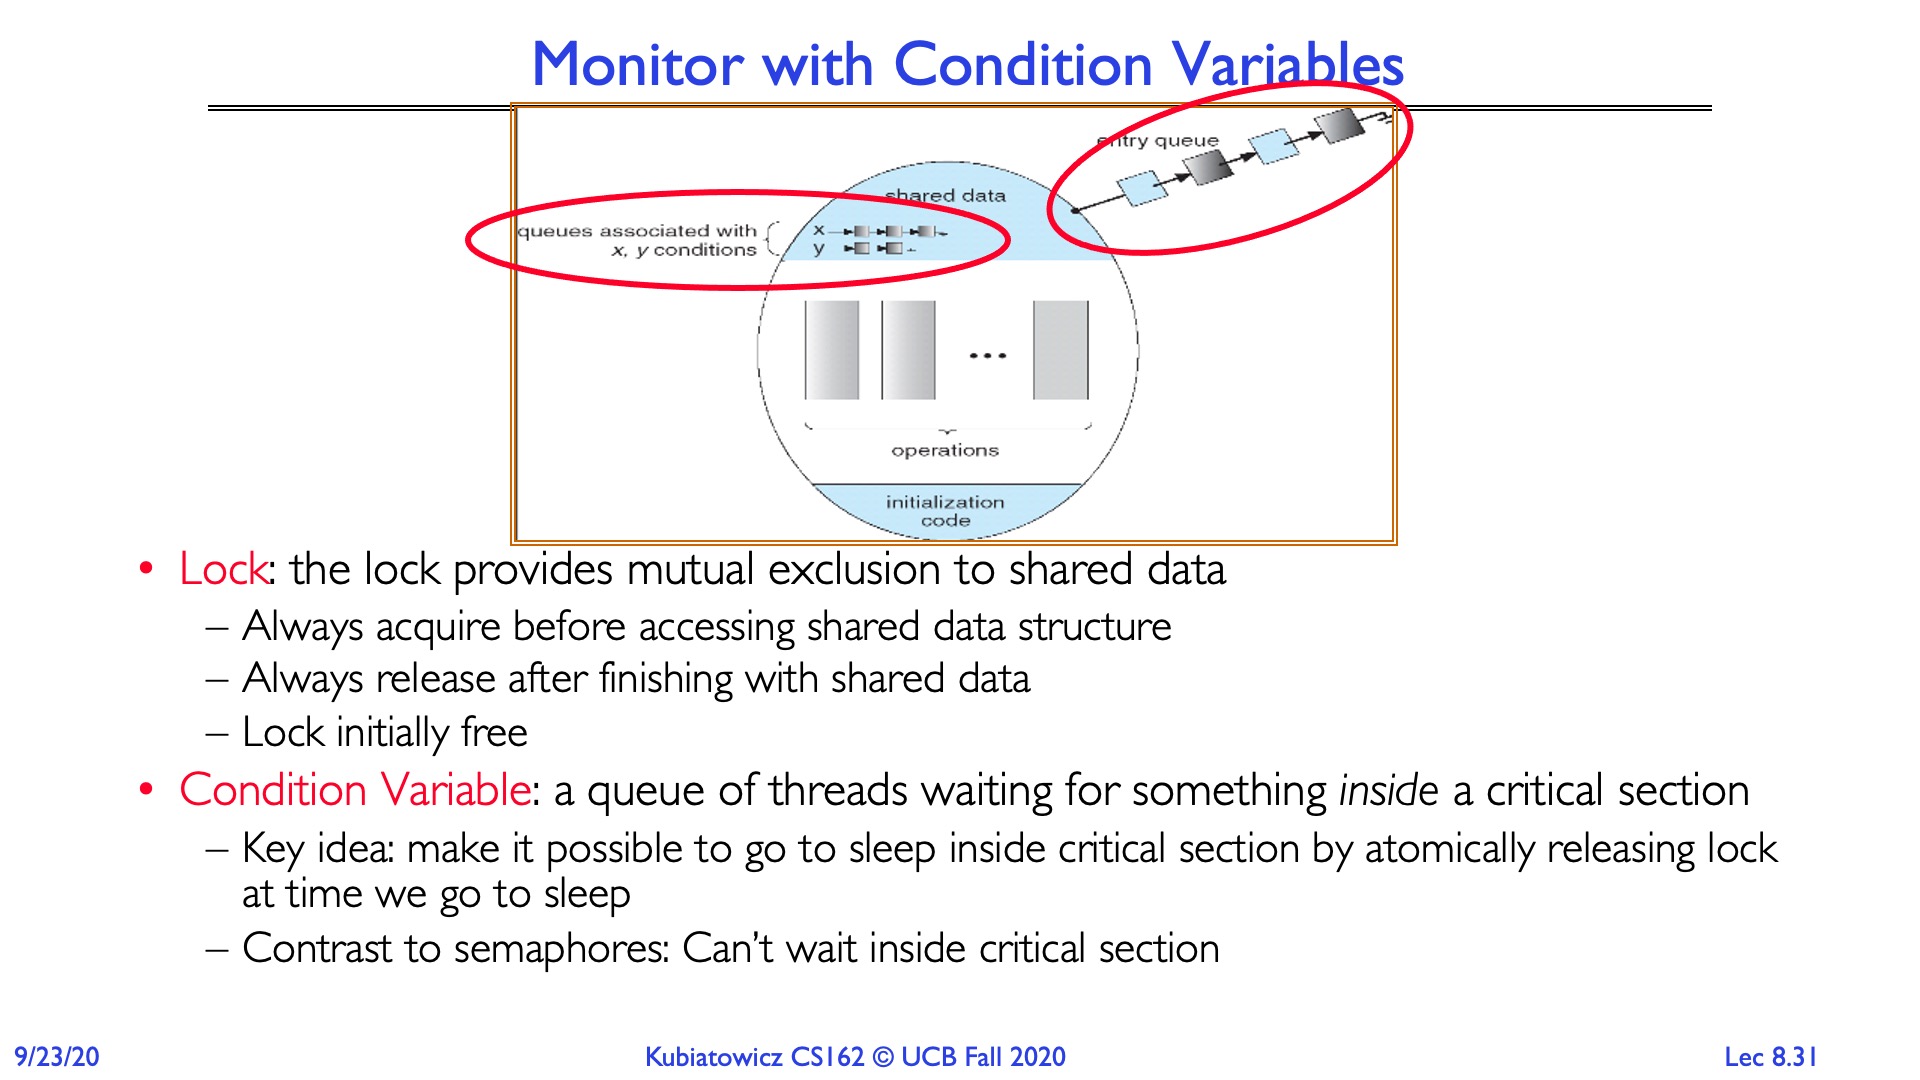 Monitor with Condition Variables
entry queue
shared data
queues associated with
x, y conditions
x
y
operations
initialization
code
• Lock: the lock provides mutual exclusion to shared data
– Always acquire before accessing shared data structure
– Always release after finishing with shared data
– Lock initially free
• Condition Variable: a queue of threads waiting for something inside a critical section
– Key idea: make it possible to go to sleep inside critical section by atomically releasing lock
at time we go to sleep
– Contrast to semaphores: Can’t wait inside critical section
9/23/20
Kubiatowicz CS162 © UCB Fall 2020
Lec 8.31